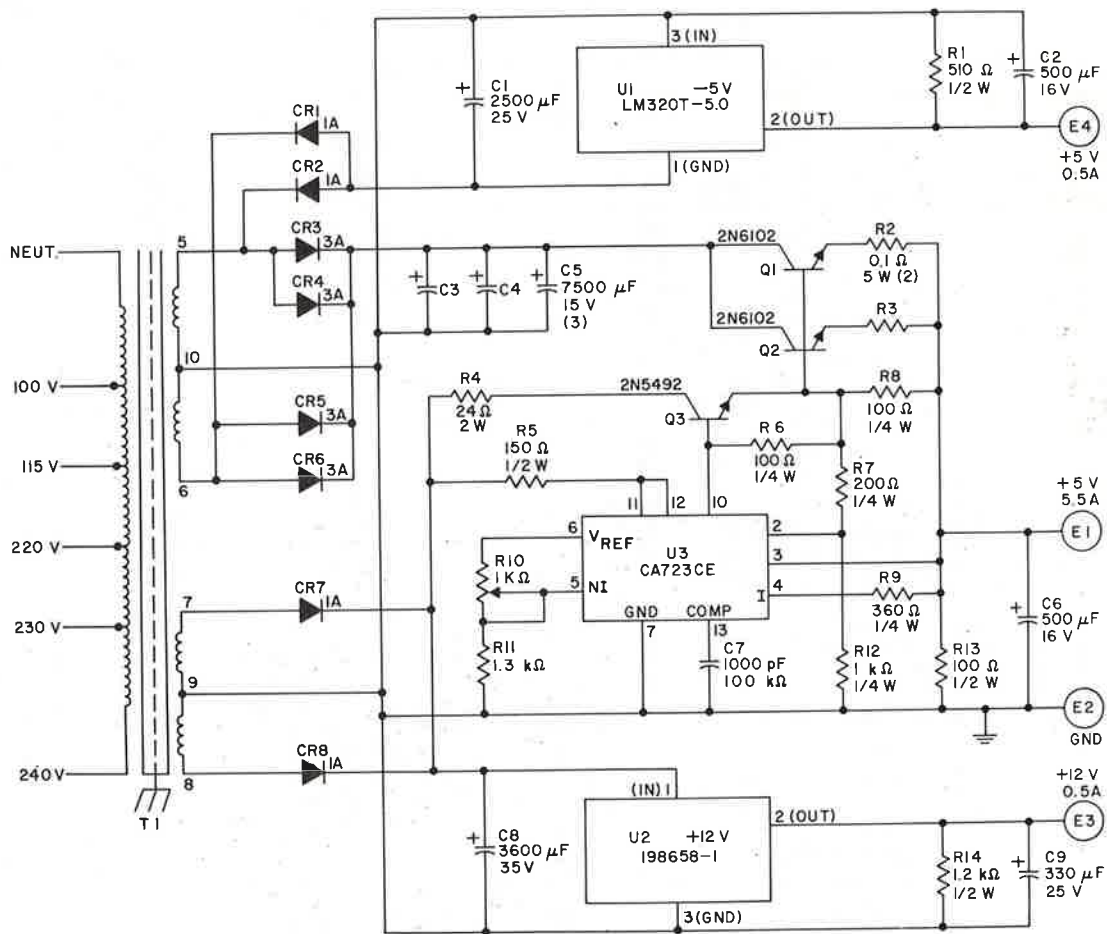 3 (IN)
U1 −5V
LM320T-5.0
2(OUT)
1 (GND)
+
C1
2500 µF
25 V
R1
510 Ω
1/2 W
+
C2
500 µF
16V
E4
+5 V
0.5A
CR1
1A
CR2
1A
CR3
3A
CR4
3A
CR5
3A
CR6
3A
NEUT.
100 V
115 V
220 V
230 V
240V
T1
5
10
6
7
9
8
+
C3
+
C4
+
C5
7500 µF
15 V
(3)
2N6102
Q1
R2
0.1 Ω
5 W (2)
2N6102
Q2
R3
R4
24 Ω
2 W
2N5492
Q3
R8
100 Ω
1/4 W
R5
150 Ω
1/2 W
R6
100 Ω
1/4 W
R7
200 Ω
1/4 W
11
12
10
6
VREF
U3
CA723CE
2
3
4
I
5
NI
GND
7
COMP
13
R10
1KΩ
R11
1.3 kΩ
C7
1000 pF
100 kΩ
R9
360 Ω
1/4 W
R12
1 kΩ
1/4 W
R13
100 Ω
1/2 W
+5 V
5.5A
E1
+
C6
500 µF
16 V
E2
GND
CR7
1A
CR8
1A
+
C8
3600 µF
35V
(IN) 1
U2 +12 V
198658-1
2 (OUT)
3(GND)
R14
1.2 kΩ
1/2 W
+
C9
330 µF
25 V
+12V
0.5A
E3